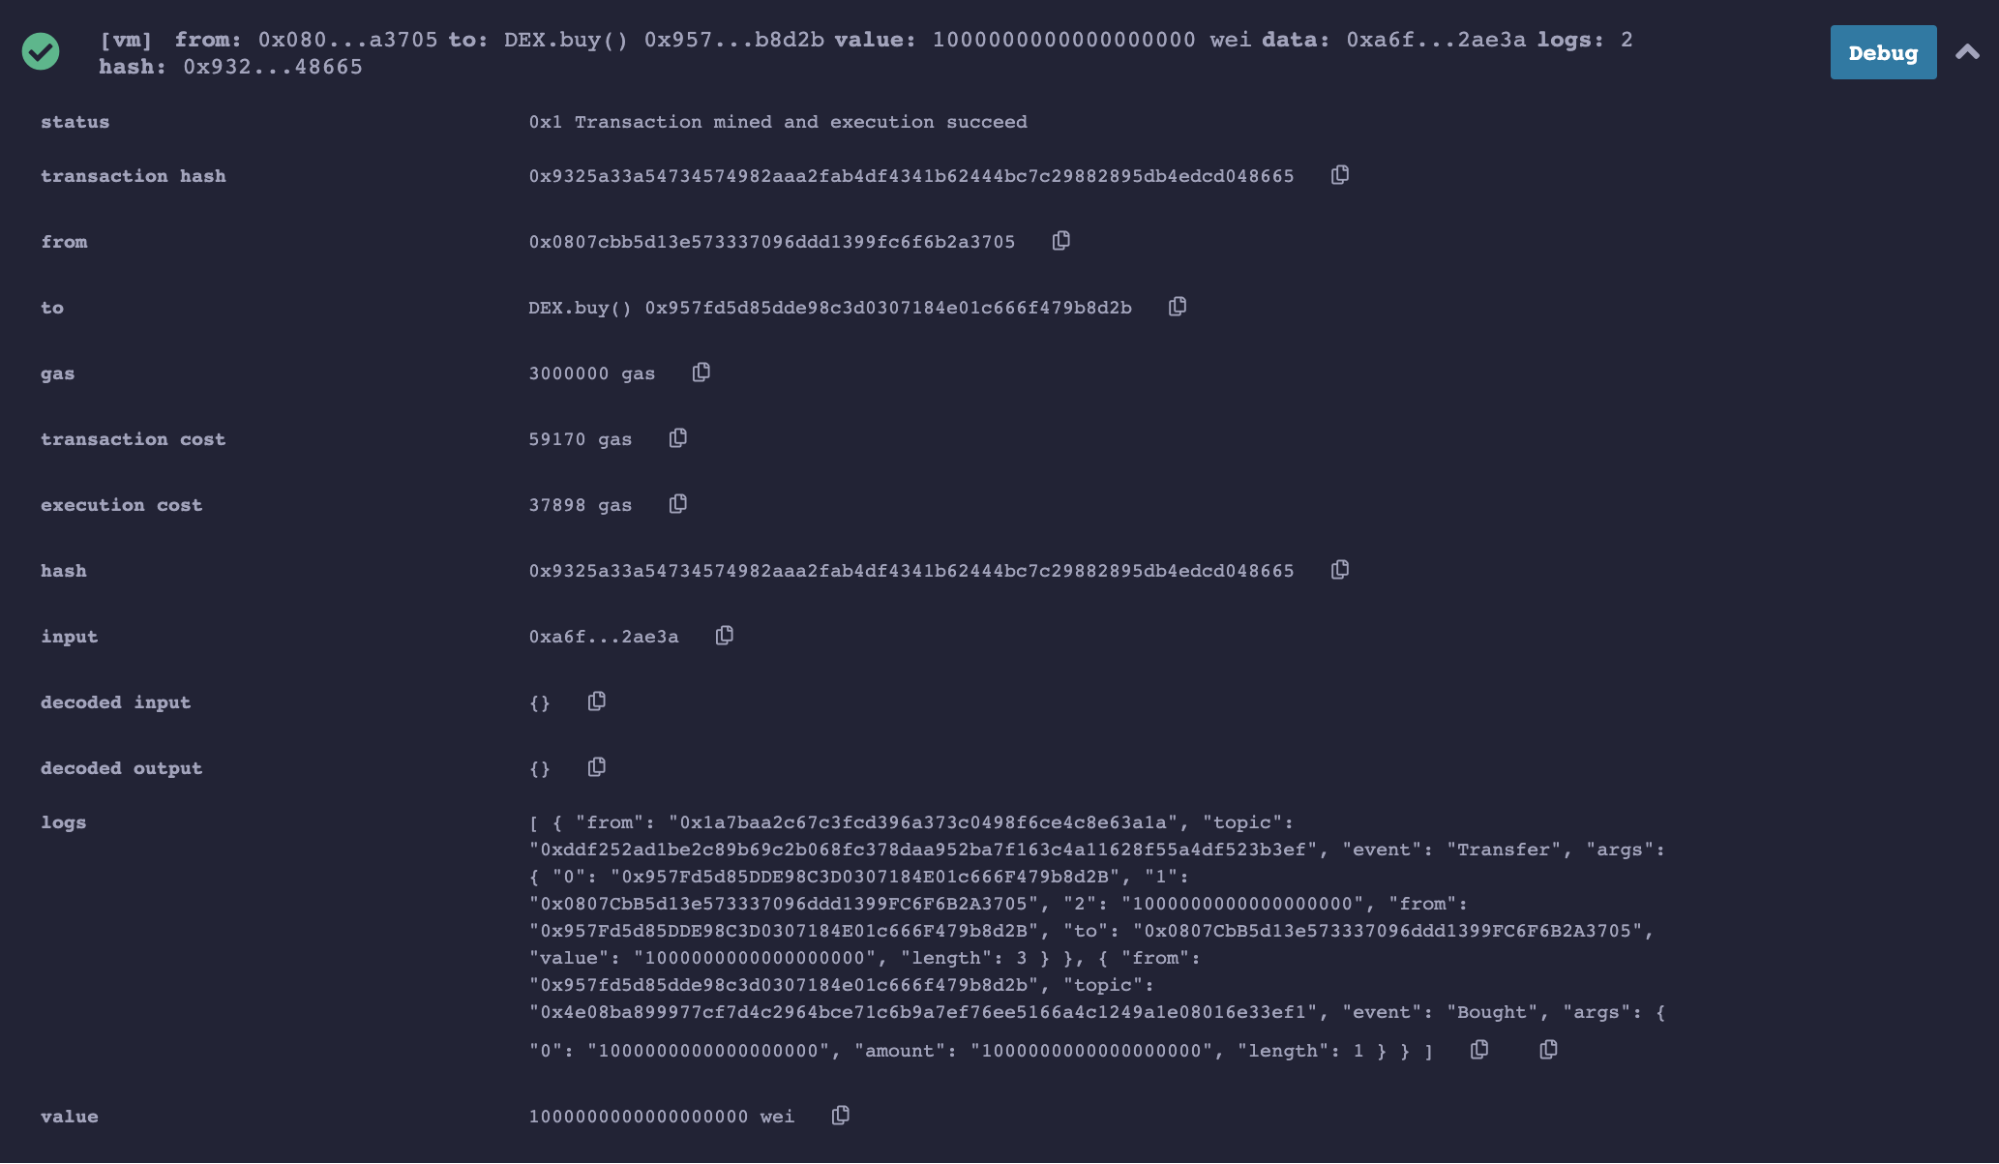 [vm] from: 0x080...a3705 to: DEX.buy() 0x957...b8d2b value: 1000000000000000000 wei data: 0xa6f...2ae3a logs: 2
hash: 0x932...48665
Debug
status 0x1 Transaction mined and execution succeed
transaction hash 0x9325a33a54734574982aaa2fab4df4341b62444bc7c29882895db4edcd048665
from 0x0807cbb5d13e573337096ddd1399fc6f6b2a3705
to DEX.buy() 0x957fd5d85dde98c3d0307184e01c666f479b8d2b
gas 3000000 gas
transaction cost 59170 gas
execution cost 37898 gas
hash 0x9325a33a54734574982aaa2fab4df4341b62444bc7c29882895db4edcd048665
input 0xa6f...2ae3a
decoded input {}
decoded output {}
logs [ { "from": "0x1a7baa2c67c3fcd396a373c0498f6ce4c8e63a1a", "topic":
"0xddf252ad1be2c89b69c2b068fc378daa952ba7f163c4a11628f55a4df523b3ef", "event": "Transfer", "args":
{ "0": "0x957Fd5d85DDE98C3D0307184E01c666F479b8d2B", "1":
"0x0807CbB5d13e573337096ddd1399FC6F6B2A3705", "2": "1000000000000000000", "from":
"0x957Fd5d85DDE98C3D0307184E01c666F479b8d2B", "to": "0x0807CbB5d13e573337096ddd1399FC6F6B2A3705",
"value": "1000000000000000000", "length": 3 } }, { "from":
"0x957fd5d85dde98c3d0307184e01c666f479b8d2b", "topic":
"0x4e08ba899977cf7d4c2964bce71c6b9a7ef76ee5166a4c1249a1e08016e33ef1", "event": "Bought", "args": {
"0": "1000000000000000000", "amount": "1000000000000000000", "length": 1 } } ]
value 1000000000000000000 wei